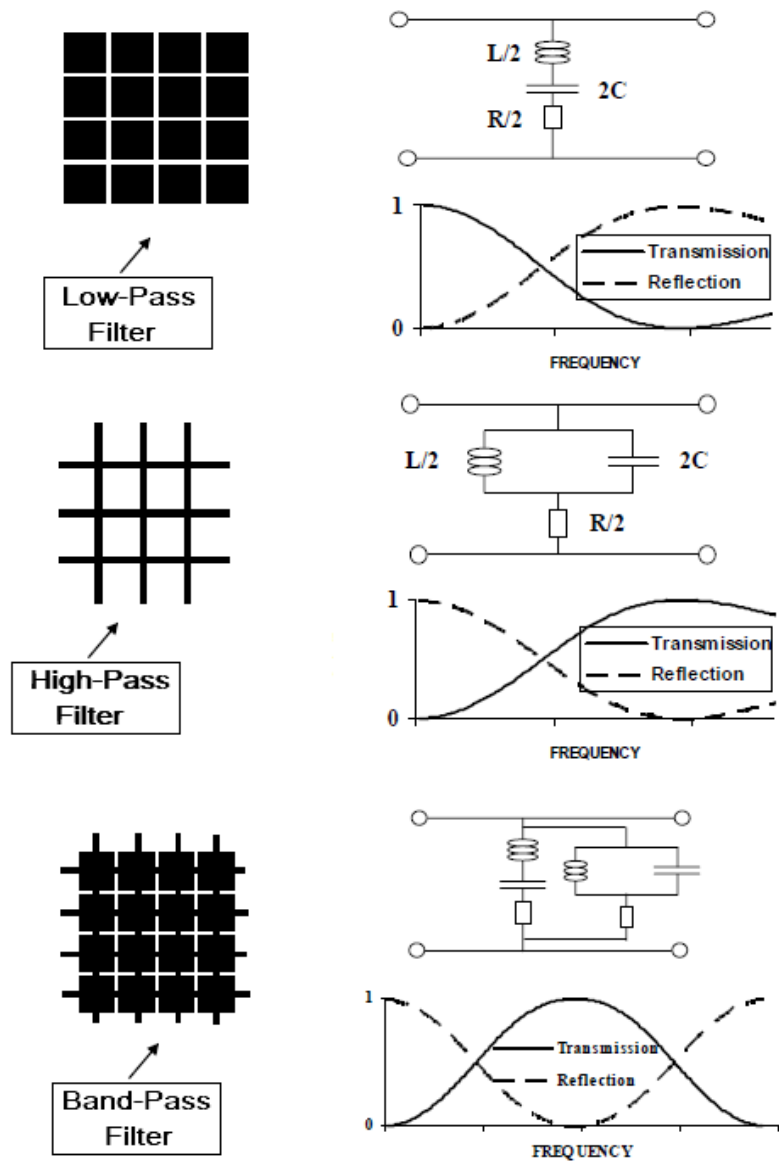 L/2
2C
R/2
1
Transmission
Reflection
0
FREQUENCY
Low-Pass
Filter
L/2
2C
R/2
1
Transmission
Reflection
0
FREQUENCY
High-Pass
Filter
1
Transmission
Reflection
0
FREQUENCY
Band-Pass
Filter